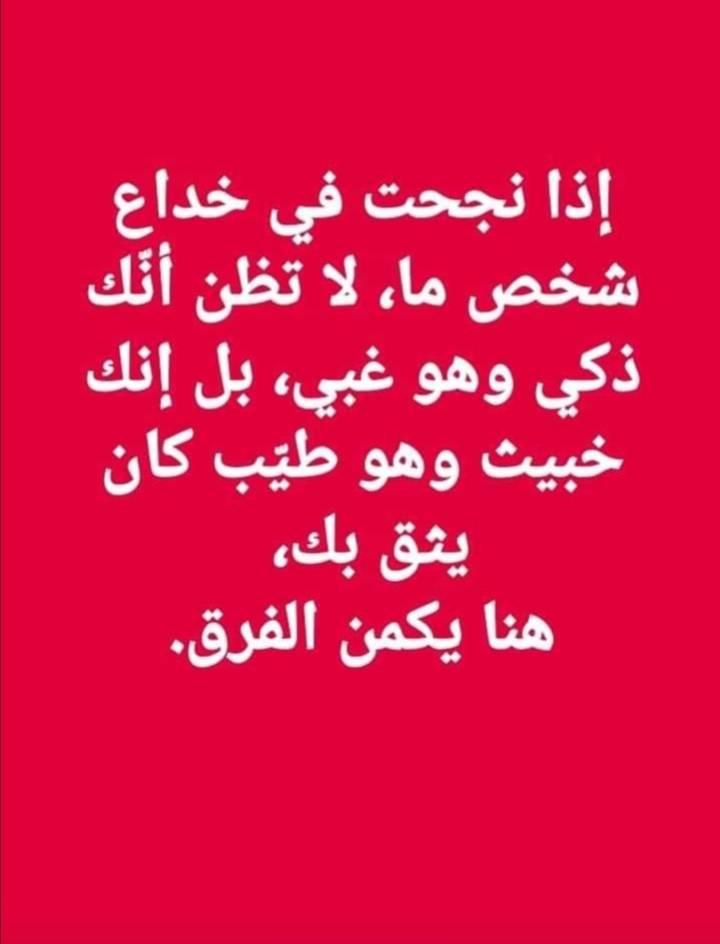 إذا نجحت في خداع
شخص ما، لا تظن أنّك
ذكي وهو غبي، بل إنك
خبيث وهو طيّب كان
يثق بك،
هنا يكمن الفرق.